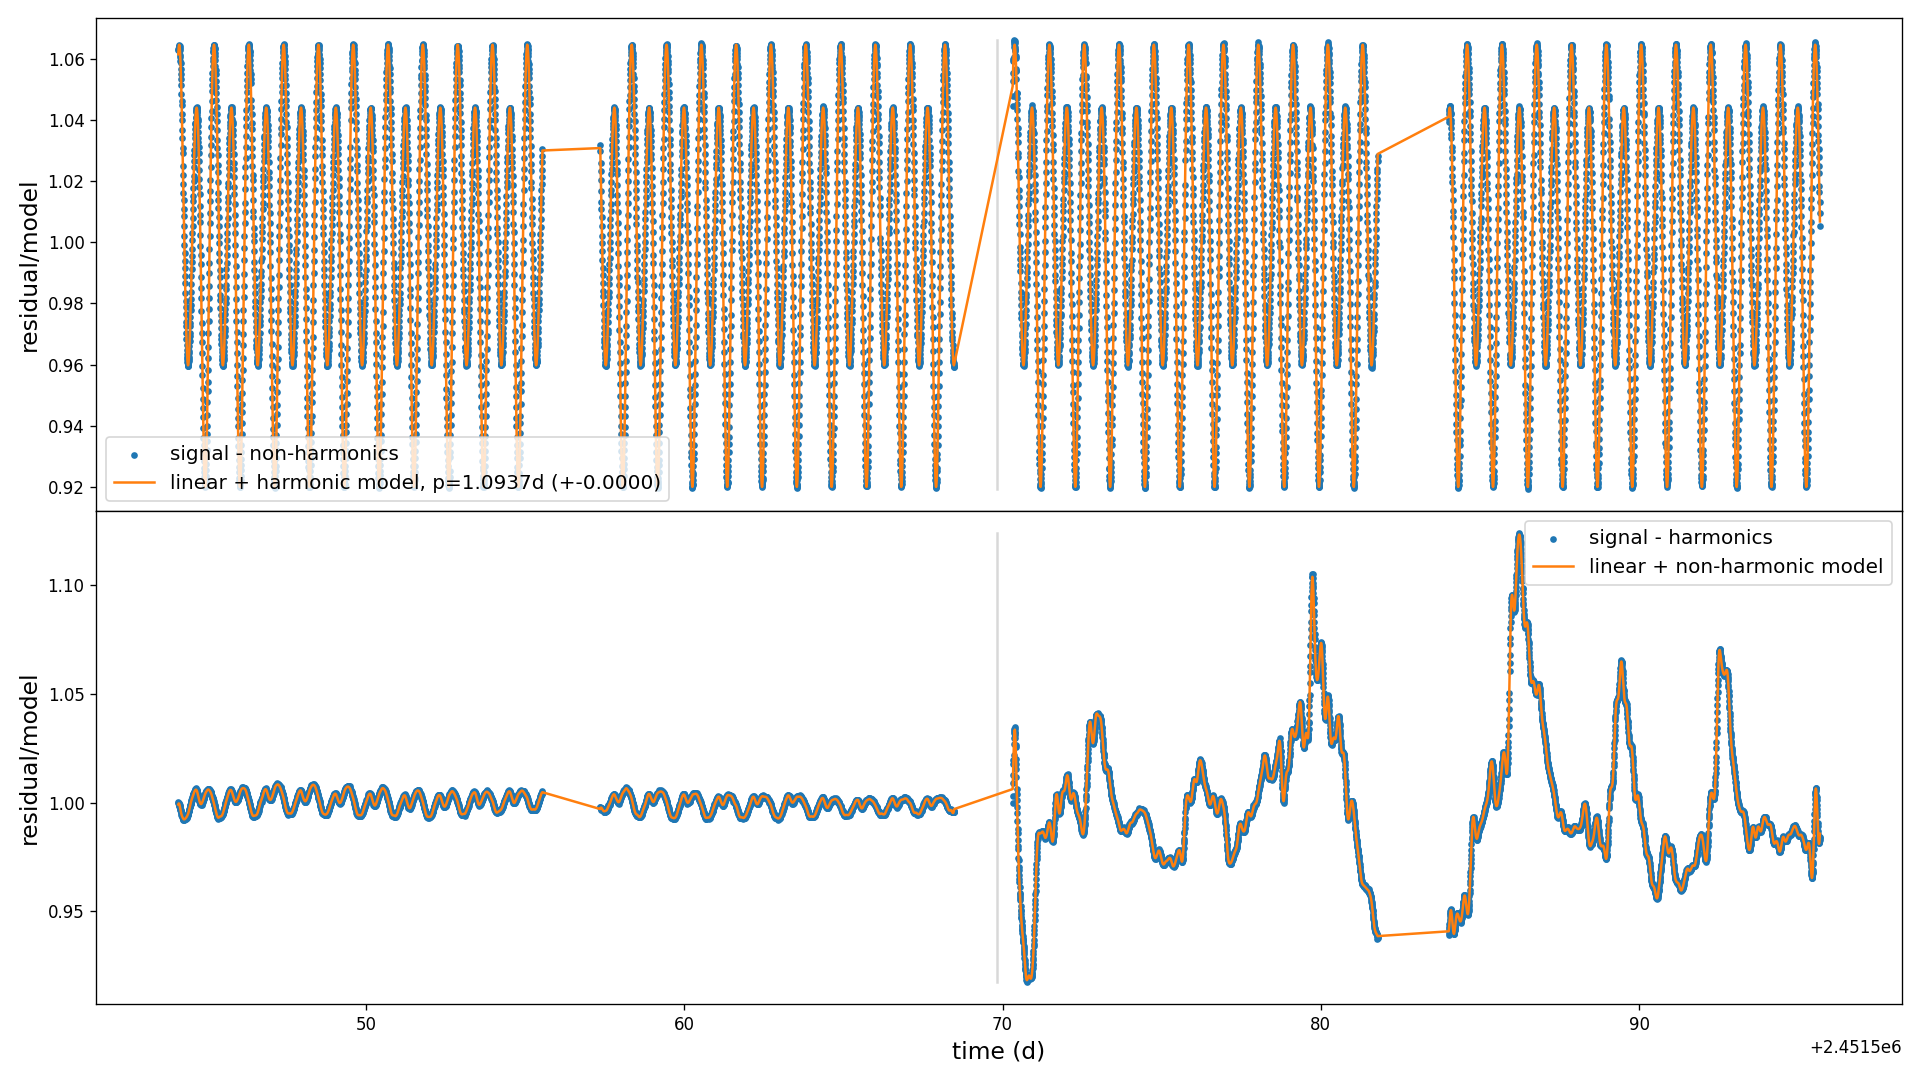 1.06
1.04
1.02
1.00
0.98
0.96
0.94
0.92
residual/model
signal - non-harmonics
linear + harmonic model, p=1.0937d (+-0.0000)
signal - harmonics
linear + non-harmonic model
1.10
1.05
1.00
0.95
residual/model
50
60
70
80
90
time (d)
+2.4515e6